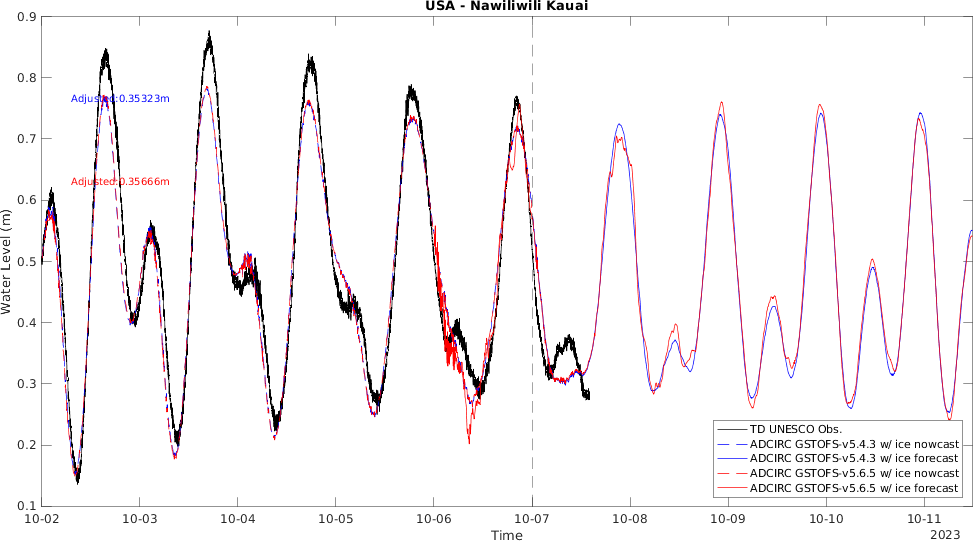 USA - Nawiliwili Kauai
0.9
0.8
0.7
0.6
0.5
0.4
0.3
0.2
0.1
Water Level (m)
Adjusted:0.35323m
Adjusted:0.35666m
TD UNESCO Obs.
ADCIRC GSTOFS-v5.4.3 w/ ice nowcast
ADCIRC GSTOFS-v5.4.3 w/ ice forecast
ADCIRC GSTOFS-v5.6.5 w/ ice nowcast
ADCIRC GSTOFS-v5.6.5 w/ ice forecast
10-02 10-03 10-04 10-05 10-06 10-07 10-08 10-09 10-10 10-11
Time
2023